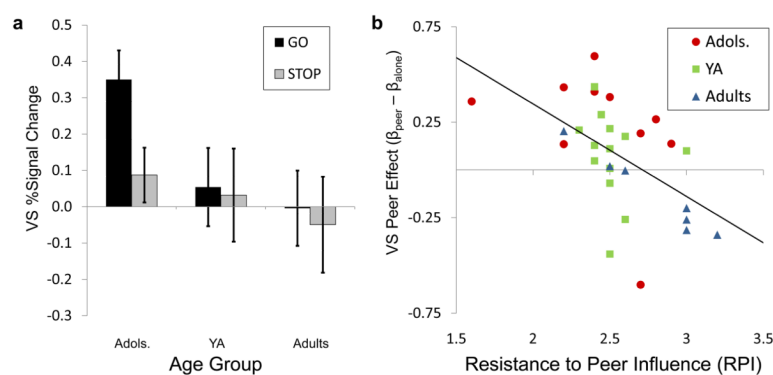 a
VS %Signal Change
0.5
0.4
0.3
0.2
0.1
0.0
-0.1
-0.2
-0.3
GO
STOP
Adols.
YA
Adults
Age Group
b
VS Peer Effect (βpeer – βalone)
0.75
0.25
-0.25
-0.75
Adols.
YA
Adults
1.5
2
2.5
3
3.5
Resistance to Peer Influence (RPI)